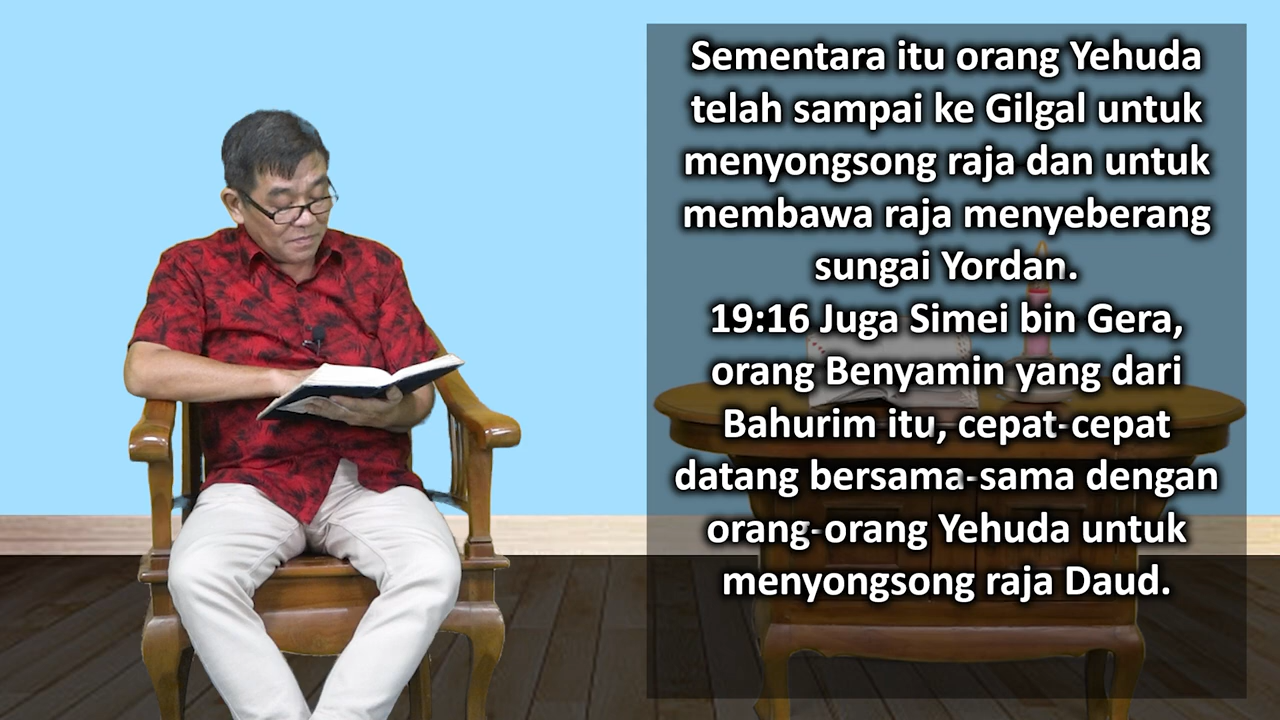 Sementara itu orang Yehuda
telah sampai ke Gilgal untuk
menyongsong raja dan untuk
membawa raja menyeberang
sungai Yordan.
19:16 Juga Simei bin Gera,
orang Benyamin yang dari
Bahurim itu, cepat-cepat
datang bersama-sama dengan
orang-orang Yehuda untuk
menyongsong raja Daud.